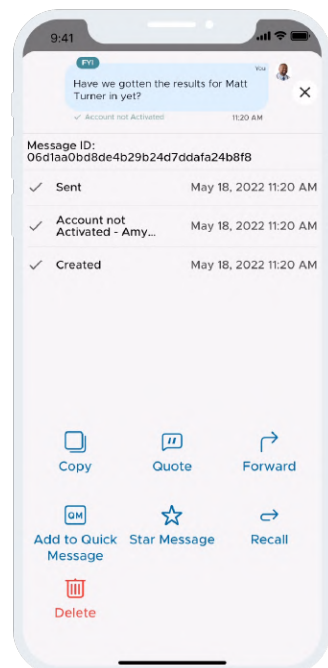 9:41
FYI
You
Have we gotten the results for Matt
Turner in yet?
Account not Activated
11:20 AM
Message ID:
06d1aa0bd8de4b29b24d7ddafa24b8f8
Sent May 18, 2022 11:20 AM
Account not
Activated - Amy... May 18, 2022 11:20 AM
Created May 18, 2022 11:20 AM
Copy Quote Forward
QM
Add to Quick
Message
Star Message
Recall
Delete